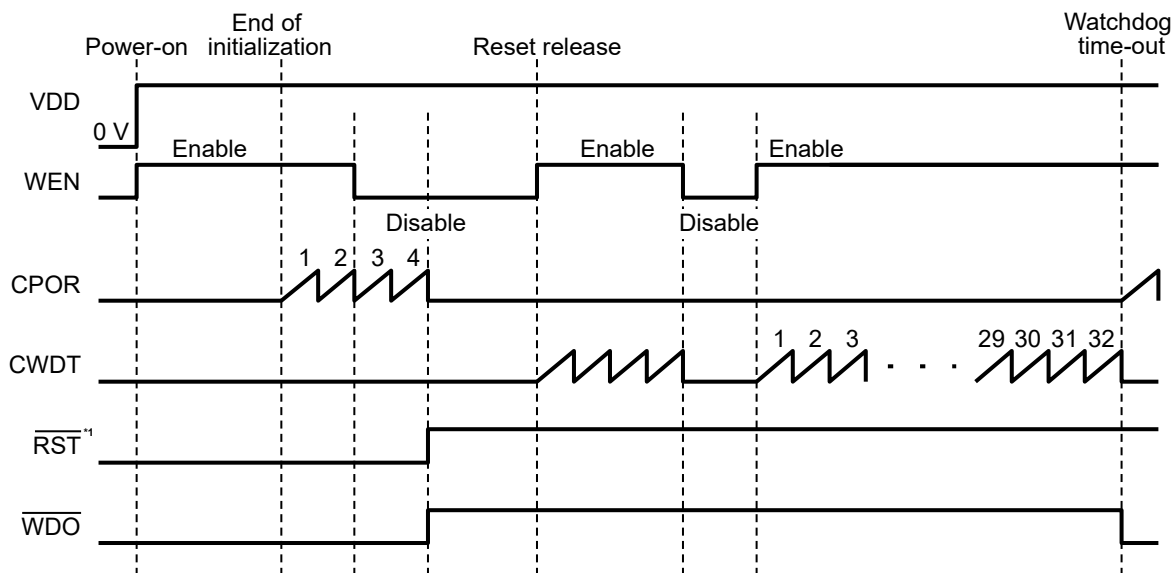 End of
initialization
Watchdog
time-out
Power-on
Reset release
VDD
0 V
Enable
Enable
Enable
WEN
Disable
Disable
1 2 3 4
CPOR
1 2 3
29 30 31 32
CWDT
· · · ·
RST *1
WDO